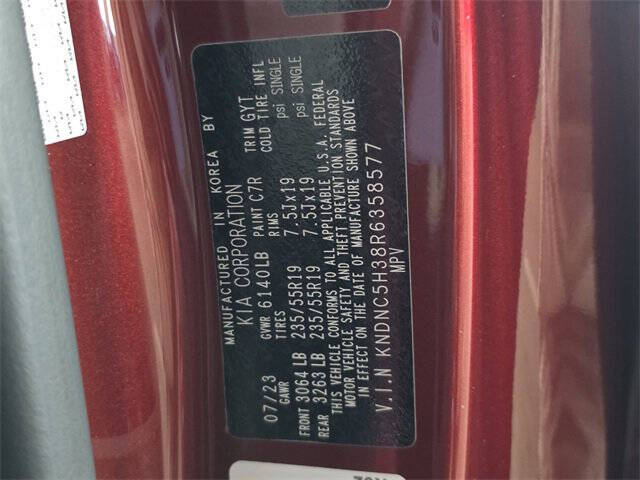 MANUFACTURED IN KOREA BY
KIA CORPORATION
07/23 GVWR 6140LB PAINT C7R TRIM GYT
GAWR TIRES RIMS COLD TIRE INFL
FRONT 3064 LB 235/55R19 7.5Jx19 psi SINGLE
REAR 3263 LB 235/55R19 7.5Jx19 psi SINGLE
THIS VEHICLE CONFORMS TO ALL APPLICABLE U.S.A. FEDERAL
MOTOR VEHICLE SAFETY AND THEFT PREVENTION STANDARDS
IN EFFECT ON THE DATE OF MANUFACTURE SHOWN ABOVE
V.I.N KNDNC5H38R6358577
MPV